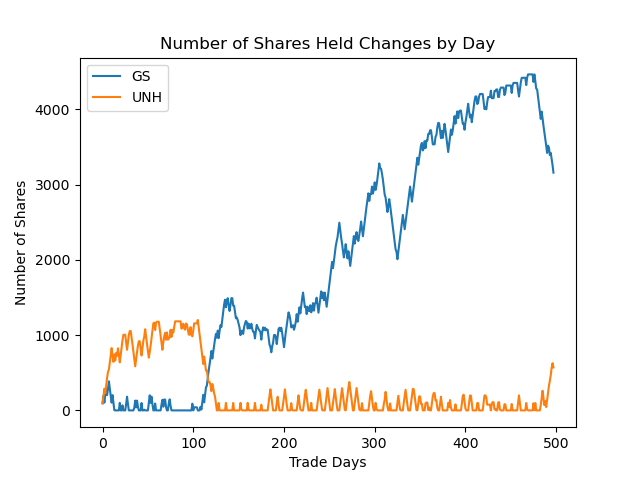 Number of Shares Held Changes by Day
GS
UNH
4000
3000
2000
1000
0
Number of Shares
0 100 200 300 400 500
Trade Days